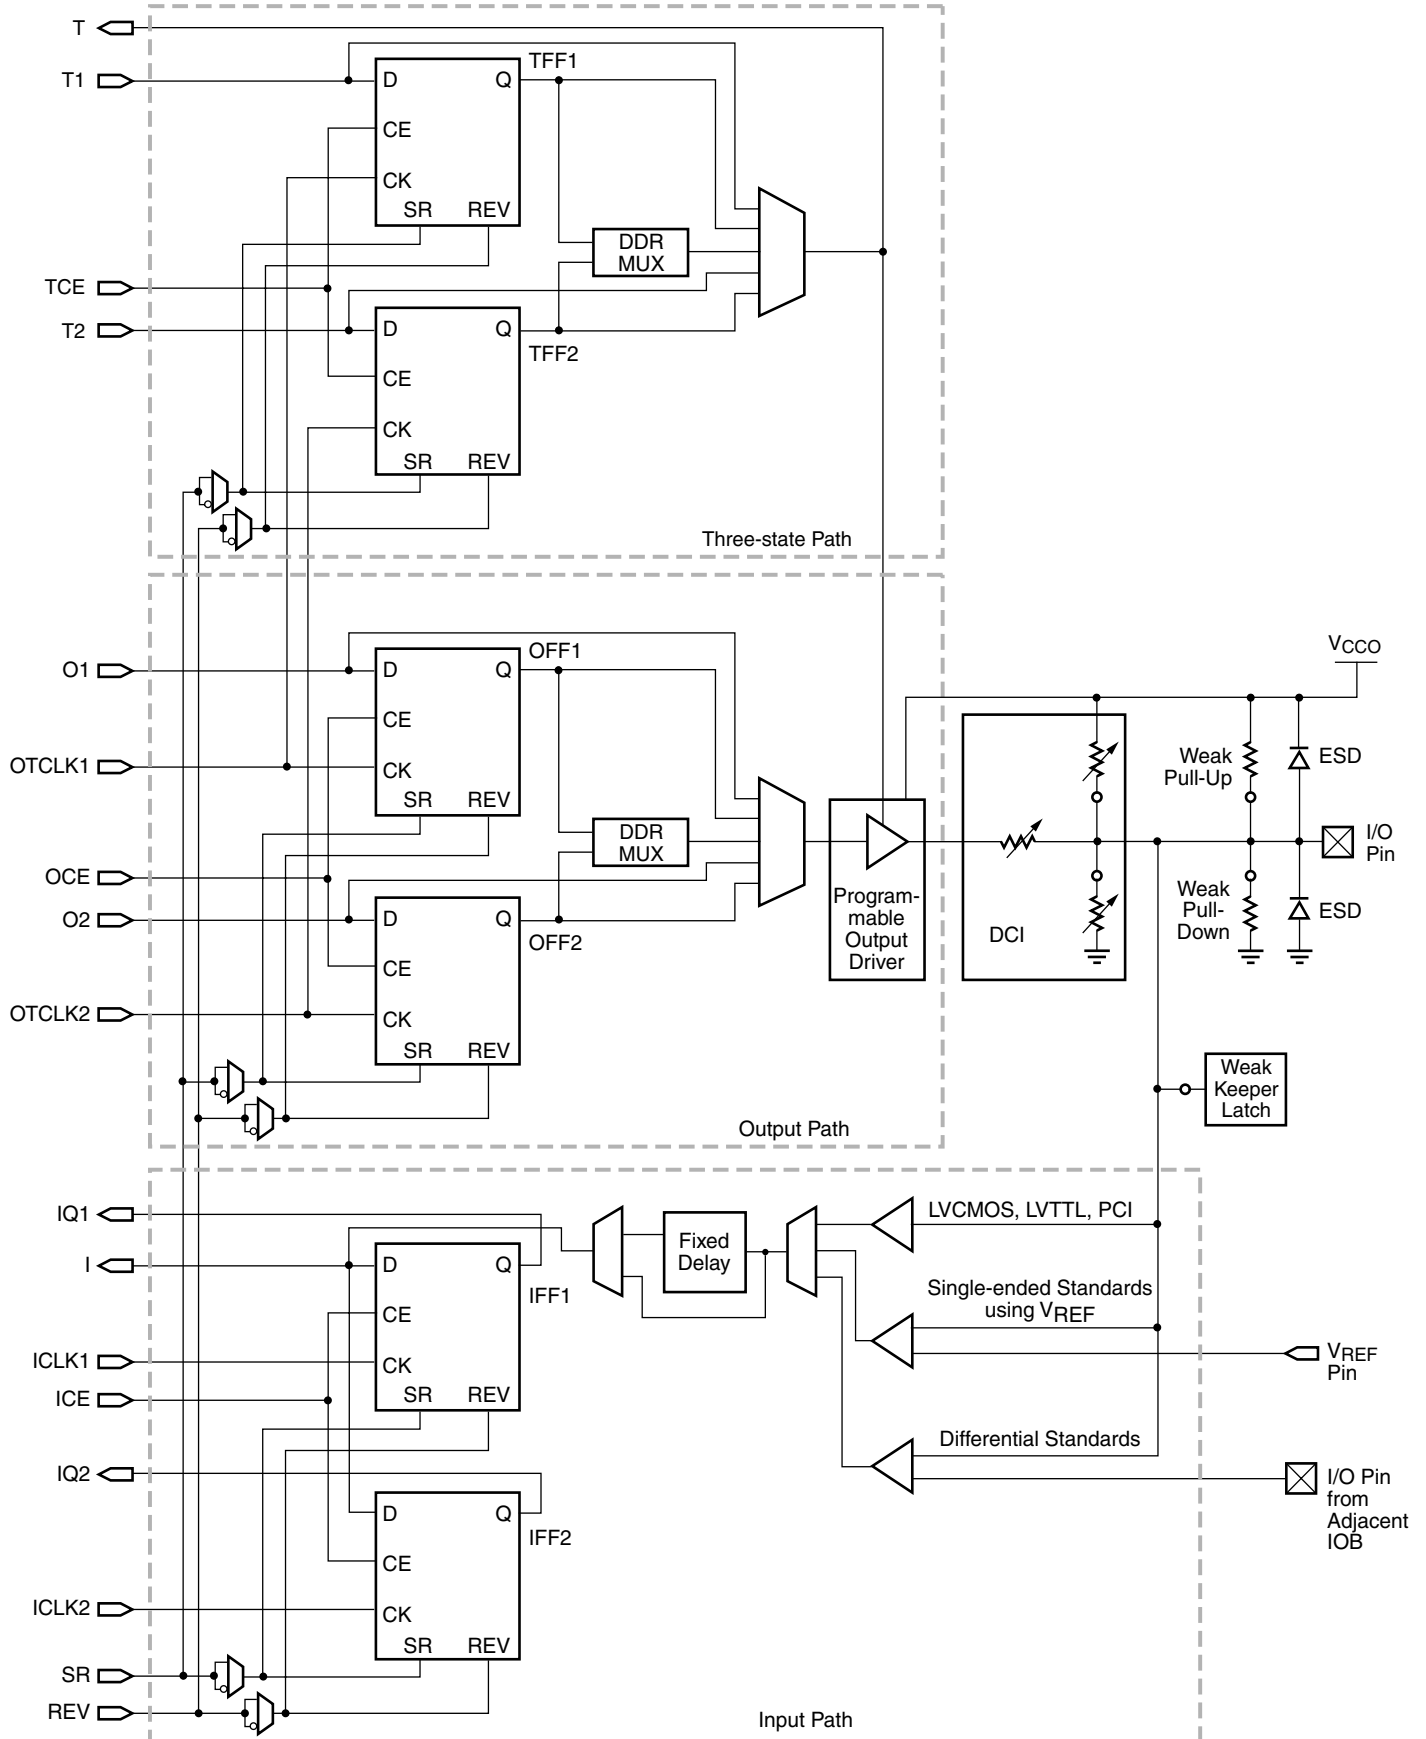 T
T1
TFF1
D
Q
CE
CK
SR
REV
DDR
MUX
TCE
T2
D
Q
TFF2
CE
CK
SR
REV
Three-state Path
O1
OFF1
D
Q
CE
OTCLK1
CK
SR
REV
DDR
MUX
OCE
O2
D
Q
OFF2
CE
OTCLK2
CK
SR
REV
Output Path
Program-
mable
Output
Driver
DCI
VCCO
Weak
Pull-Up
ESD
I/O
Pin
Weak
Pull-
Down
ESD
Weak
Keeper
Latch
IQ1
I
D
Q
IFF1
CE
ICLK1
CK
ICE
SR
REV
Fixed
Delay
LVCMOS, LVTTL, PCI
Single-ended Standards
using VREF
VREF
Pin
Differential Standards
I/O Pin
from
Adjacent
IOB
IQ2
D
Q
IFF2
CE
ICLK2
CK
SR
REV
SR
REV
Input Path